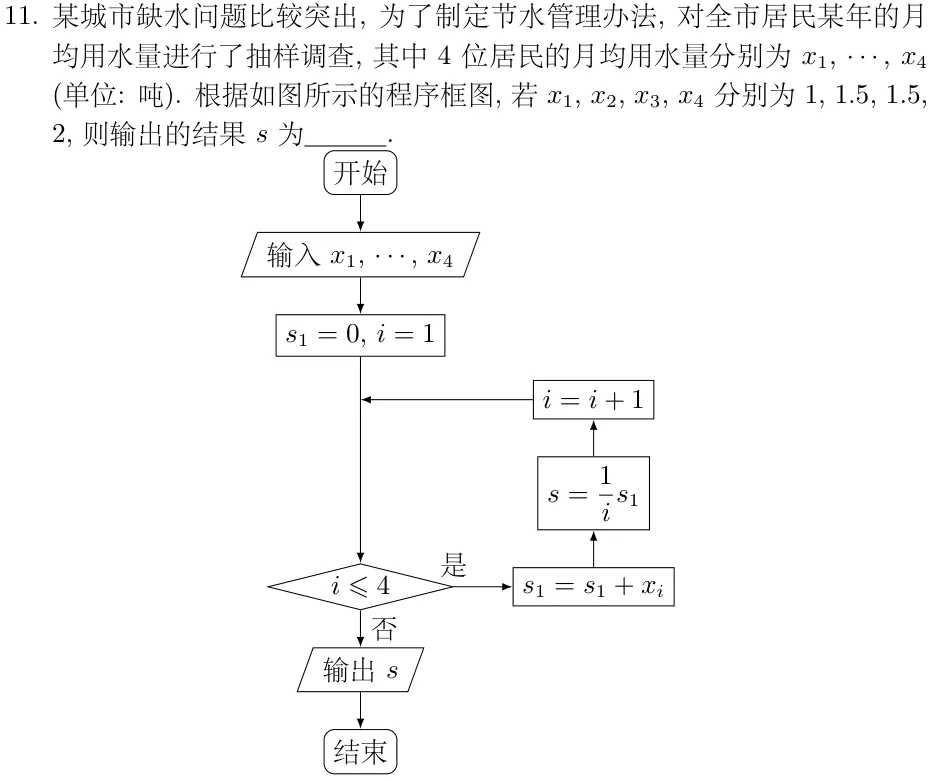 11. 某城市缺水问题比较突出, 为了制定节水管理办法, 对全市居民某年的月
均用水量进行了抽样调查, 其中 4 位居民的月均用水量分别为 x₁, ⋯, x₄
(单位: 吨). 根据如图所示的程序框图, 若 x₁, x₂, x₃, x₄ 分别为 1, 1.5, 1.5,
2, 则输出的结果 s 为______.
开始
输入 x₁, ⋯, x₄
s₁ = 0, i = 1
i = i + 1
s = \frac{1}{i}s₁
是
i ⩽ 4
s₁ = s₁ + xᵢ
否
输出 s
结束